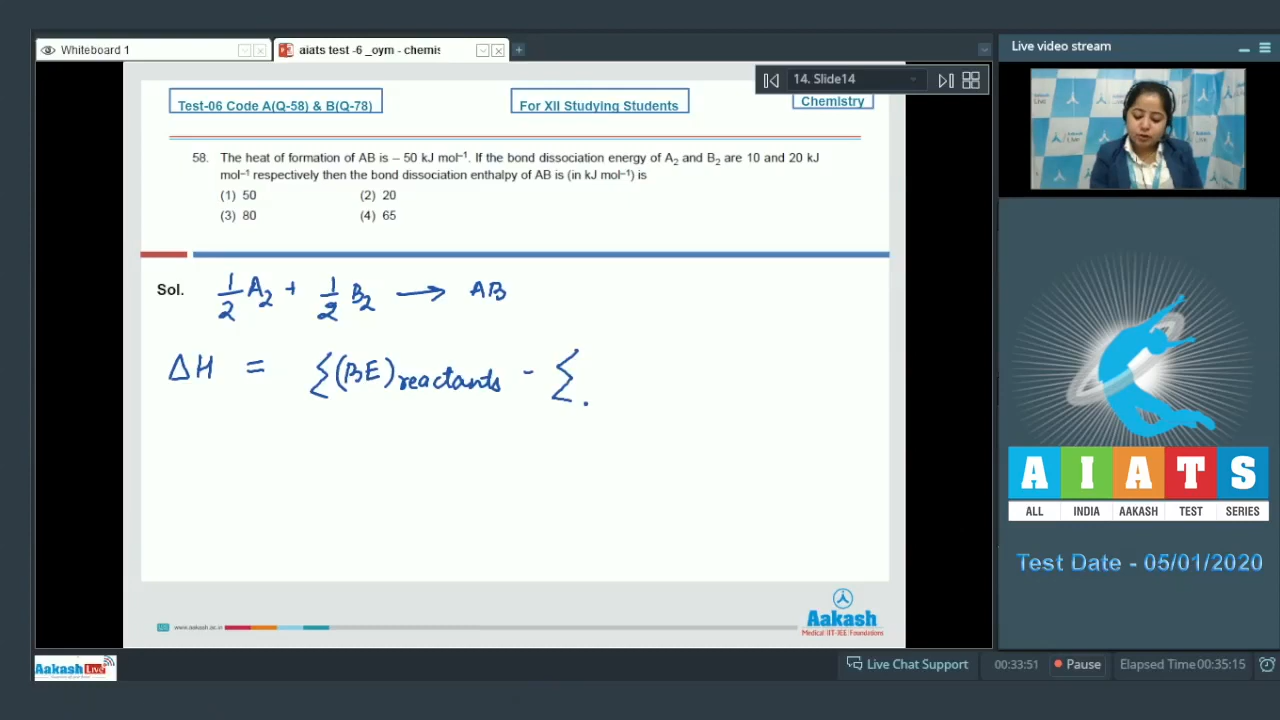 Whiteboard 1
aiats test -6 _oym - chemis
Live video stream
14. Slide14
Test-06 Code A(Q-58) & B(Q-78)
For XII Studying Students
Chemistry
58. The heat of formation of AB is – 50 kJ mol⁻¹. If the bond dissociation energy of A₂ and B₂ are 10 and 20 kJ
mol⁻¹ respectively then the bond dissociation enthalpy of AB is (in kJ mol⁻¹) is
(1) 50 (2) 20
(3) 80 (4) 65
Sol. 1/2 A₂ + 1/2 B₂ ⟶ AB
ΔH = Σ(BE)reactants - Σ
A I A T S
ALL INDIA AAKASH TEST SERIES
Test Date - 05/01/2020
www.aakash.ac.in
Aakash
Medical|IIT-JEE|Foundations
Aakash Live
Live Chat Support
00:33:51
Pause
Elapsed Time 00:35:15